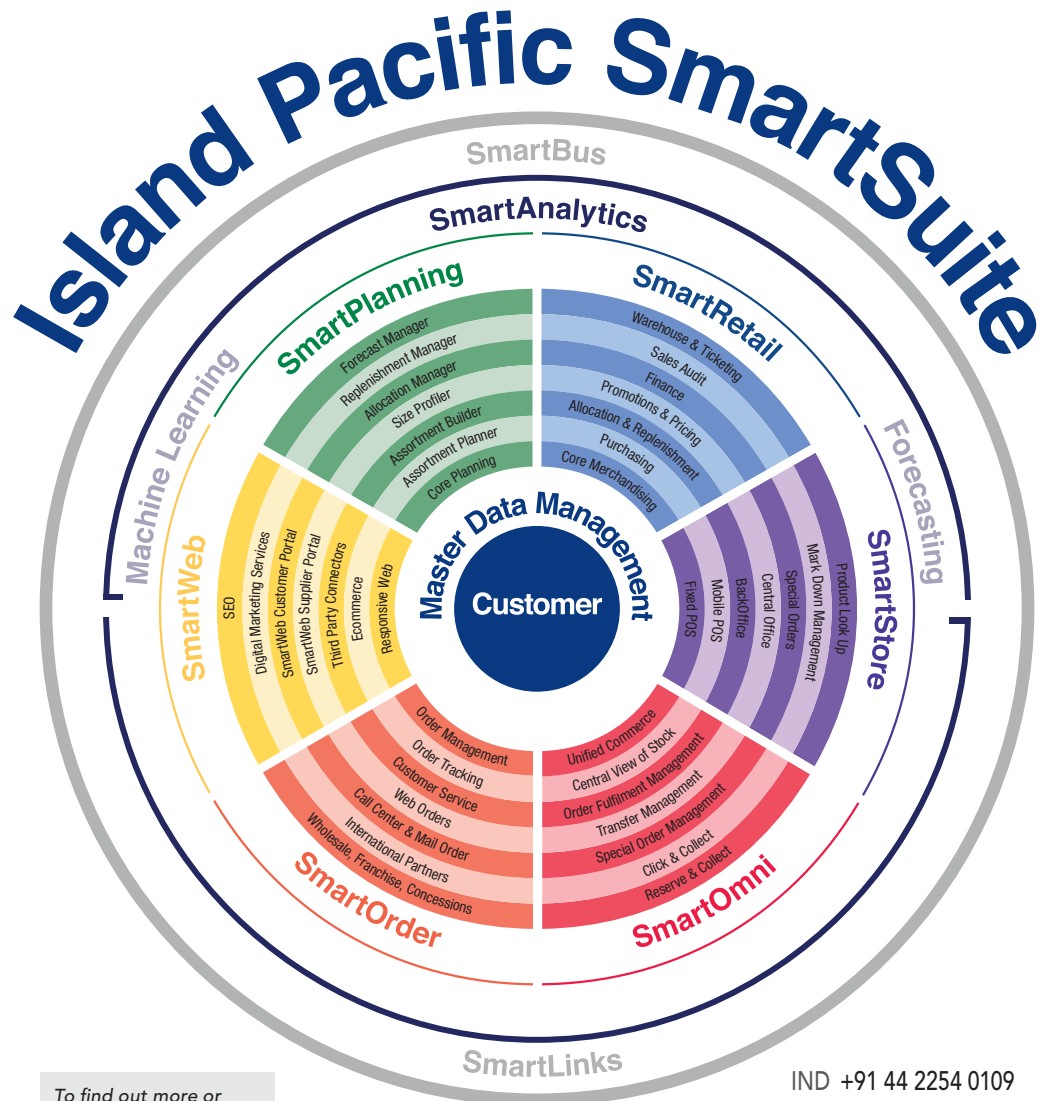 Island Pacific SmartSuite
SmartBus
SmartAnalytics
Machine Learning
Forecasting
SmartPlanning
Forecast Manager
Replenishment Manager
Allocation Manager
Size Profiler
Assortment Builder
Assortment Planner
Core Planning
SmartRetail
Warehouse & Ticketing
Sales Audit
Finance
Promotions & Pricing
Allocation & Replenishment
Purchasing
Core Merchandising
SmartWeb
SEO
Digital Marketing Services
SmartWeb Customer Portal
SmartWeb Supplier Portal
Third Party Connectors
Ecommerce
Responsive Web
Master Data Management
Customer
Fixed POS
Mobile POS
BackOffice
Central Office
Special Orders
Mark Down Management
Product Look Up
SmartStore
Order Management
Order Tracking
Customer Service
Web Orders
Call Center & Mail Order
International Partners
Wholesale, Franchise, Concessions
SmartOrder
Unified Commerce
Central View of Stock
Order Fulfilment Management
Transfer Management
Special Order Management
Click & Collect
Reserve & Collect
SmartOmni
SmartLinks
To find out more or
IND +91 44 2254 0109